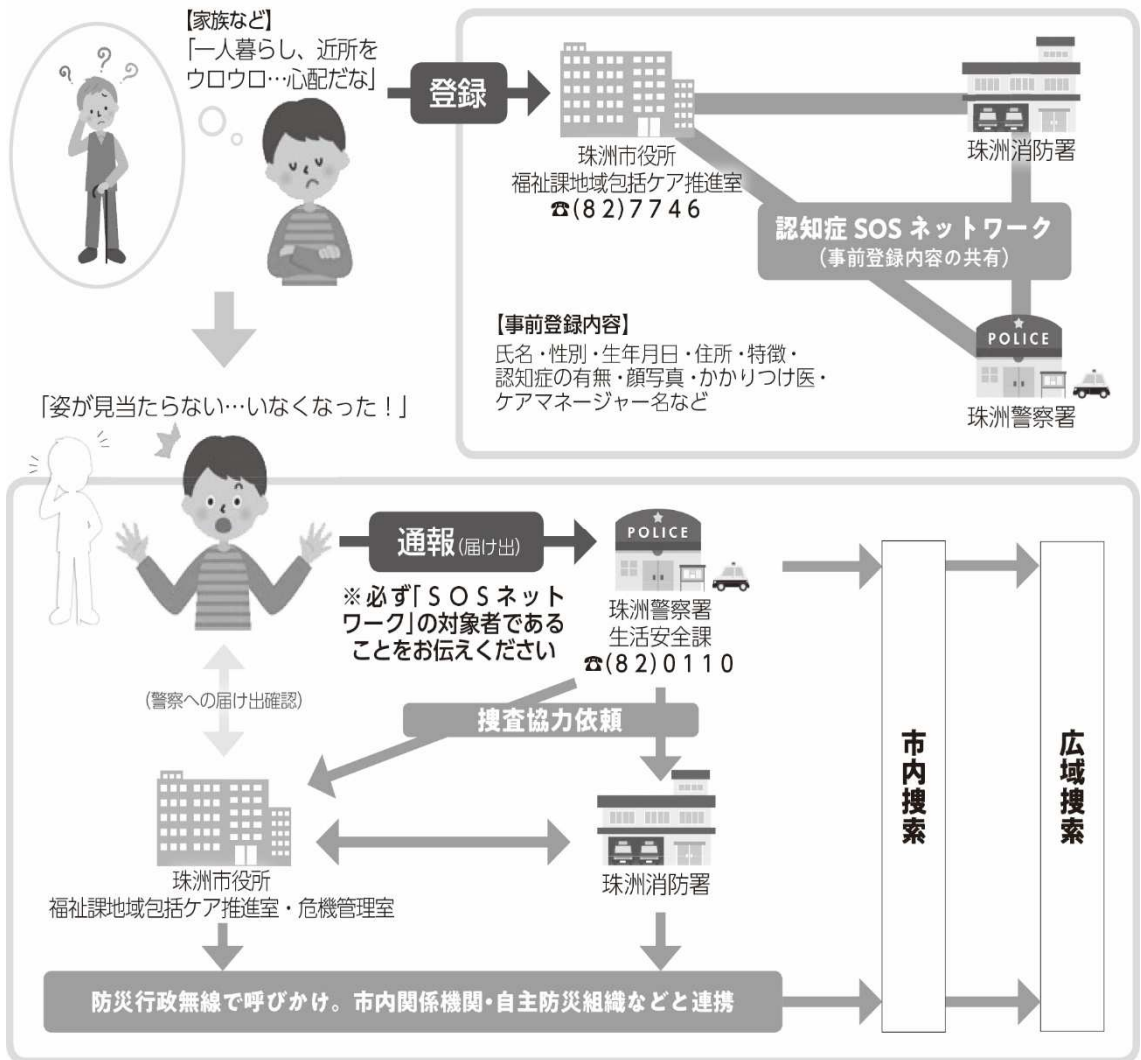 【家族など】
「一人暮らし、近所を
ウロウロ…心配だな」
登録
珠洲市役所
福祉課地域包括ケア推進室
☎(82)7746
珠洲消防署
認知症 SOS ネットワーク
(事前登録内容の共有)
【事前登録内容】
氏名・性別・生年月日・住所・特徴・
認知症の有無・顔写真・かかりつけ医・
ケアマネージャー名など
POLICE
珠洲警察署
「姿が見当たらない…いなくなった！」
通報(届け出)
※必ず「SOSネット
ワーク」の対象者である
ことをお伝えください
POLICE
珠洲警察署
生活安全課
☎(82)0110
(警察への届け出確認)
捜査協力依頼
珠洲市役所
福祉課地域包括ケア推進室・危機管理室
珠洲消防署
防災行政無線で呼びかけ。市内関係機関・自主防災組織などと連携
市内捜索
広域捜索